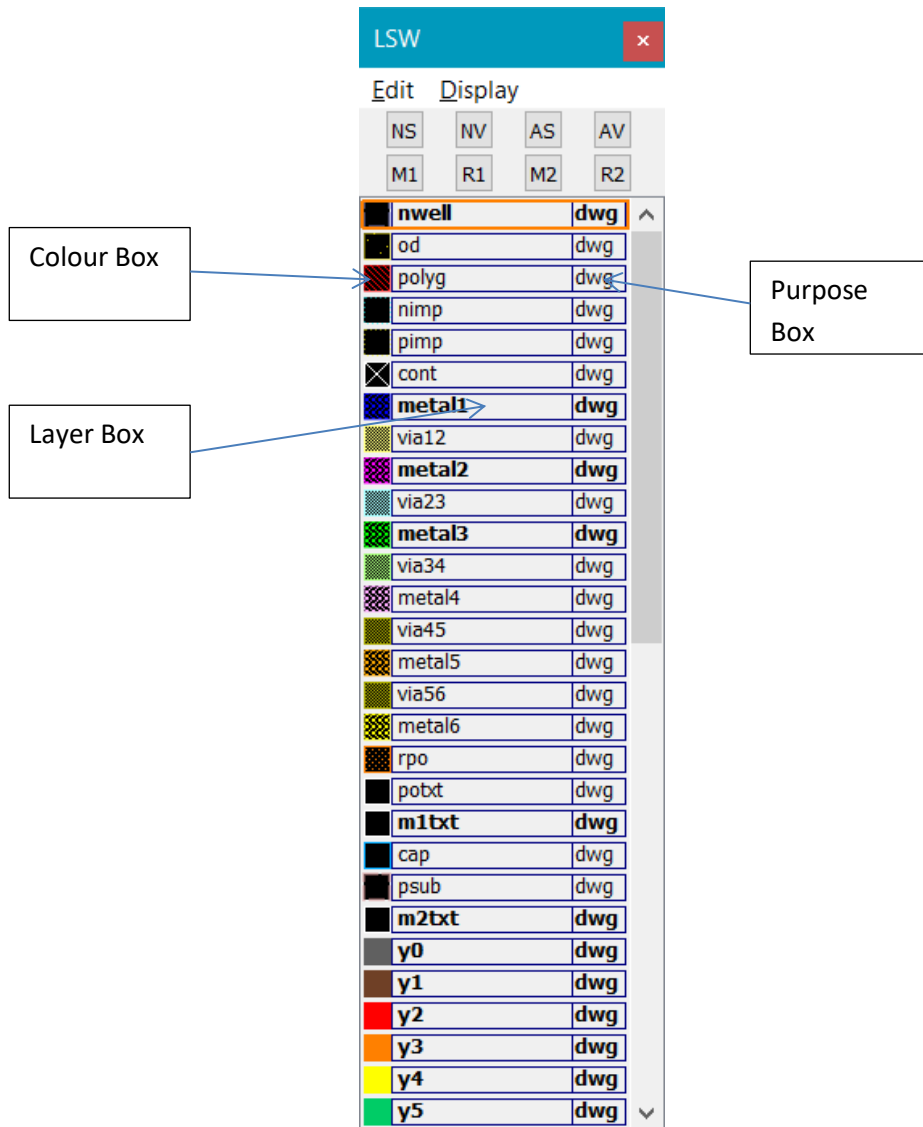 LSW
×
Edit Display
NS NV AS AV
M1 R1 M2 R2
nwell dwg
od dwg
Colour Box
polyg dwg
Purpose
Box
nimp dwg
pimp dwg
cont dwg
metal1 dwg
Layer Box
via12 dwg
metal2 dwg
via23 dwg
metal3 dwg
via34 dwg
metal4 dwg
via45 dwg
metal5 dwg
via56 dwg
metal6 dwg
rpo dwg
potxt dwg
m1txt dwg
cap dwg
psub dwg
m2txt dwg
y0 dwg
y1 dwg
y2 dwg
y3 dwg
y4 dwg
y5 dwg